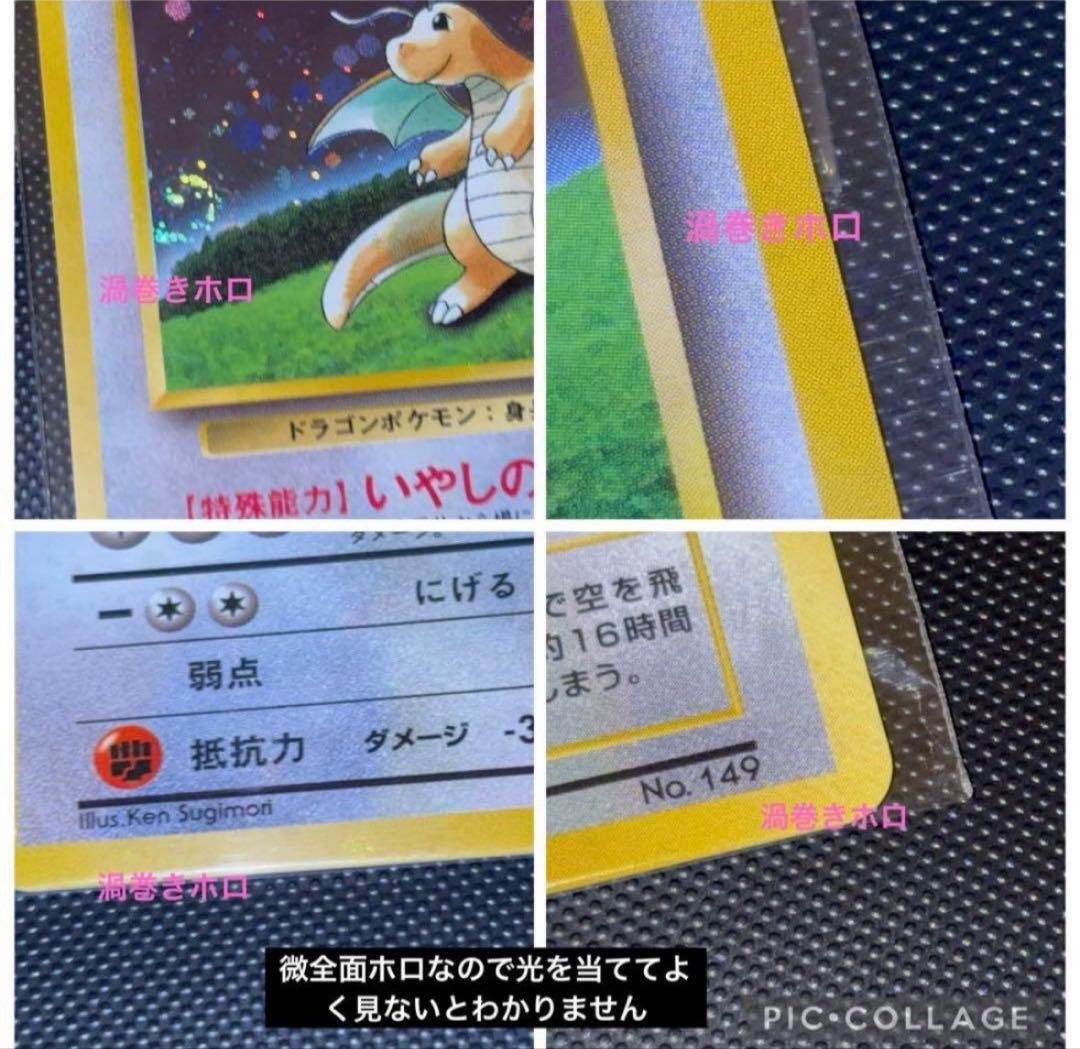 渦巻きホロ
ドラゴンポケモン：身
【特殊能力】いやしの
渦巻きホロ
ダメージ。
にげる
弱点
抵抗力 ダメージ -3
Illus.Ken Sugimori
渦巻きホロ
で空を飛
約16時間
しまう。
No. 149
渦巻きホロ
微全面ホロなので光を当ててよ
く見ないとわかりません
PIC•COLLAGE